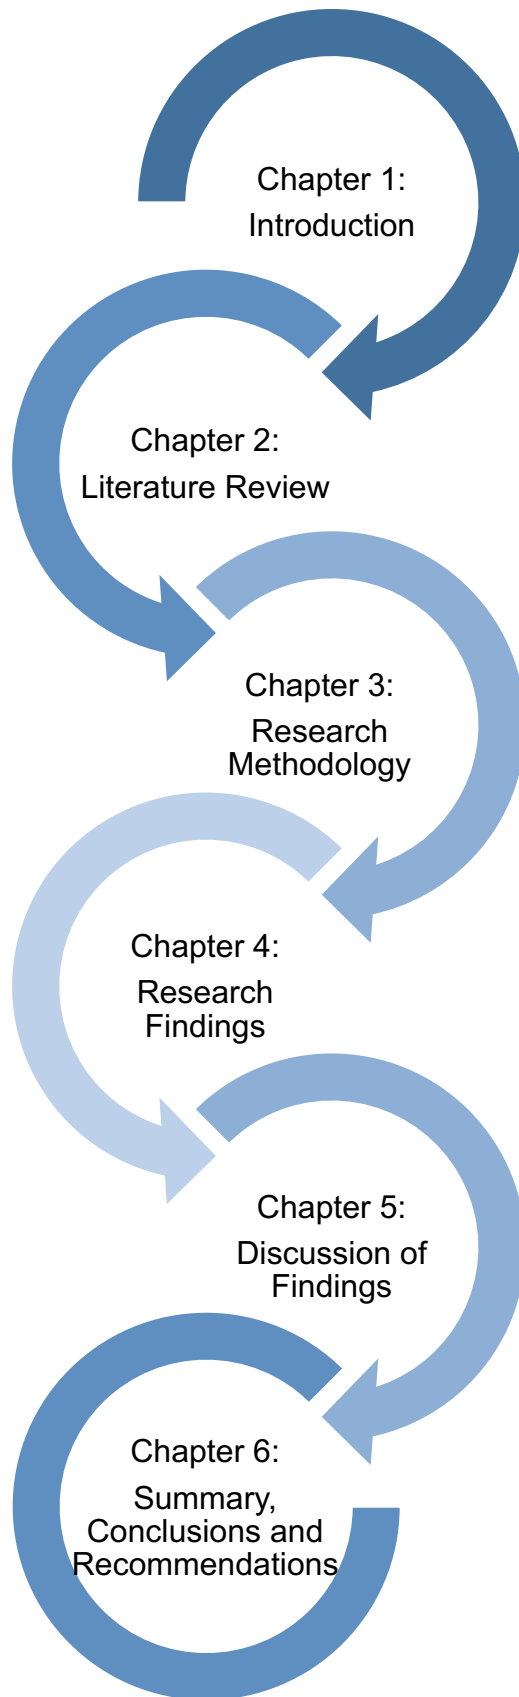 Chapter 1:
Introduction
Chapter 2:
Literature Review
Chapter 3:
Research
Methodology
Chapter 4:
Research
Findings
Chapter 5:
Discussion of
Findings
Chapter 6:
Summary,
Conclusions and
Recommendations